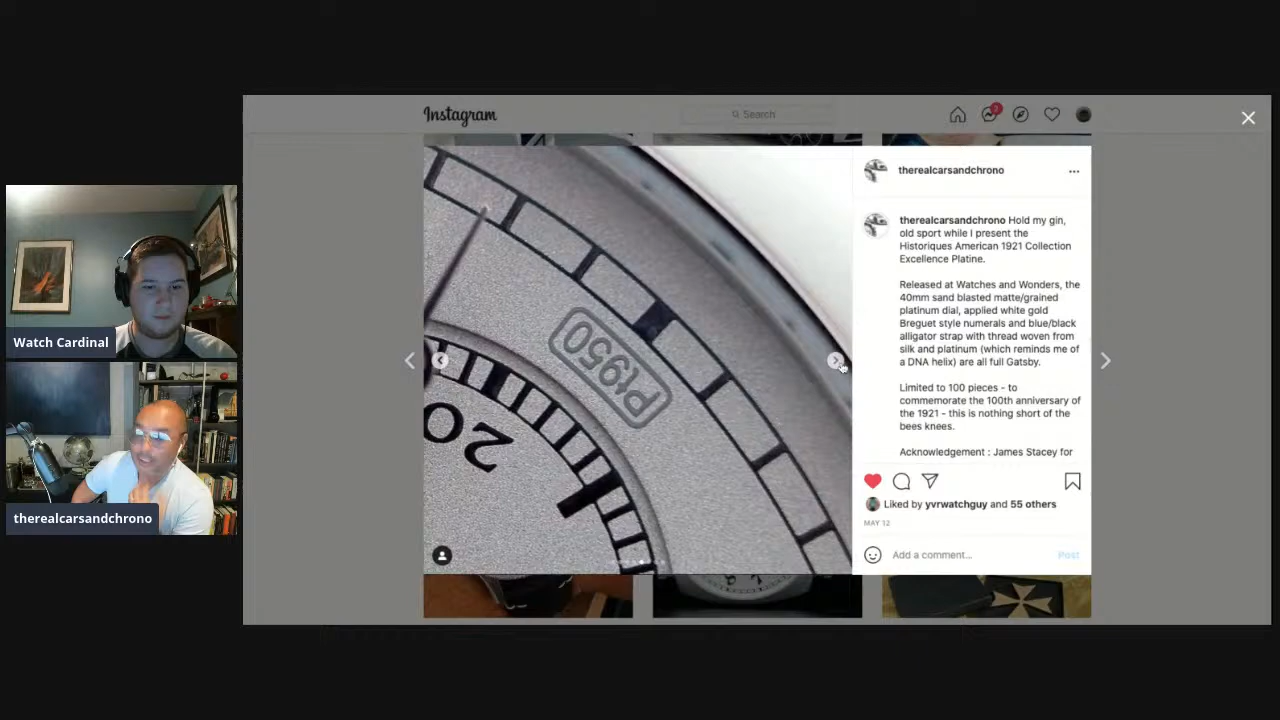 Instagram
Search
2
therealcarsandchrono
therealcarsandchrono Hold my gin,
old sport while I present the
Historiques American 1921 Collection
Excellence Platine.
Released at Watches and Wonders, the
40mm sand blasted matte/grained
platinum dial, applied white gold
Breguet style numerals and blue/black
alligator strap with thread woven from
silk and platinum (which reminds me of
a DNA helix) are all full Gatsby.
Limited to 100 pieces - to
commemorate the 100th anniversary of
the 1921 - this is nothing short of the
bees knees.
Acknowledgement : James Stacey for
Liked by yvrwatchguy and 55 others
MAY 12
Add a comment...
Post
Pt950
20
Watch Cardinal
therealcarsandchrono